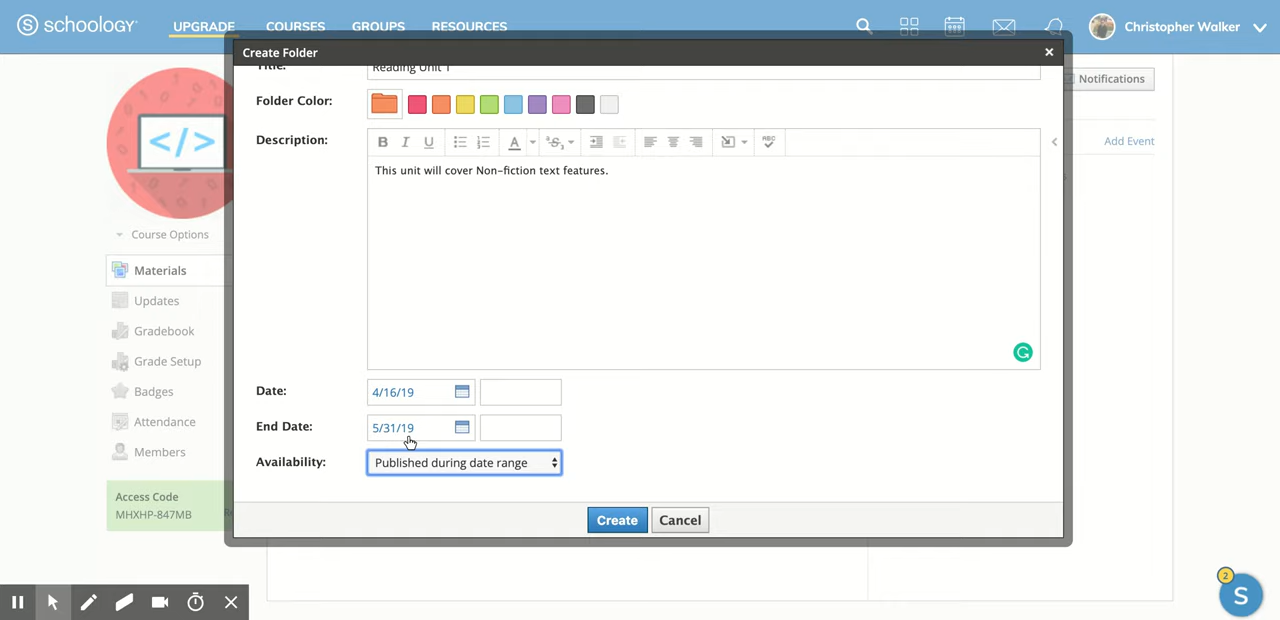 schoology
UPGRADE COURSES GROUPS RESOURCES
Christopher Walker
Create Folder
Title: Reading Unit 1
Notifications
Folder Color:
Description:
B I U A S ABC
Add Event
</>
This unit will cover Non-fiction text features.
Course Options
Materials
Updates
Gradebook
Grade Setup
Badges
Attendance
Members
Date: 4/16/19
End Date: 5/31/19
Availability: Published during date range
Access Code
MHXHP-847MB
Create Cancel
2
S